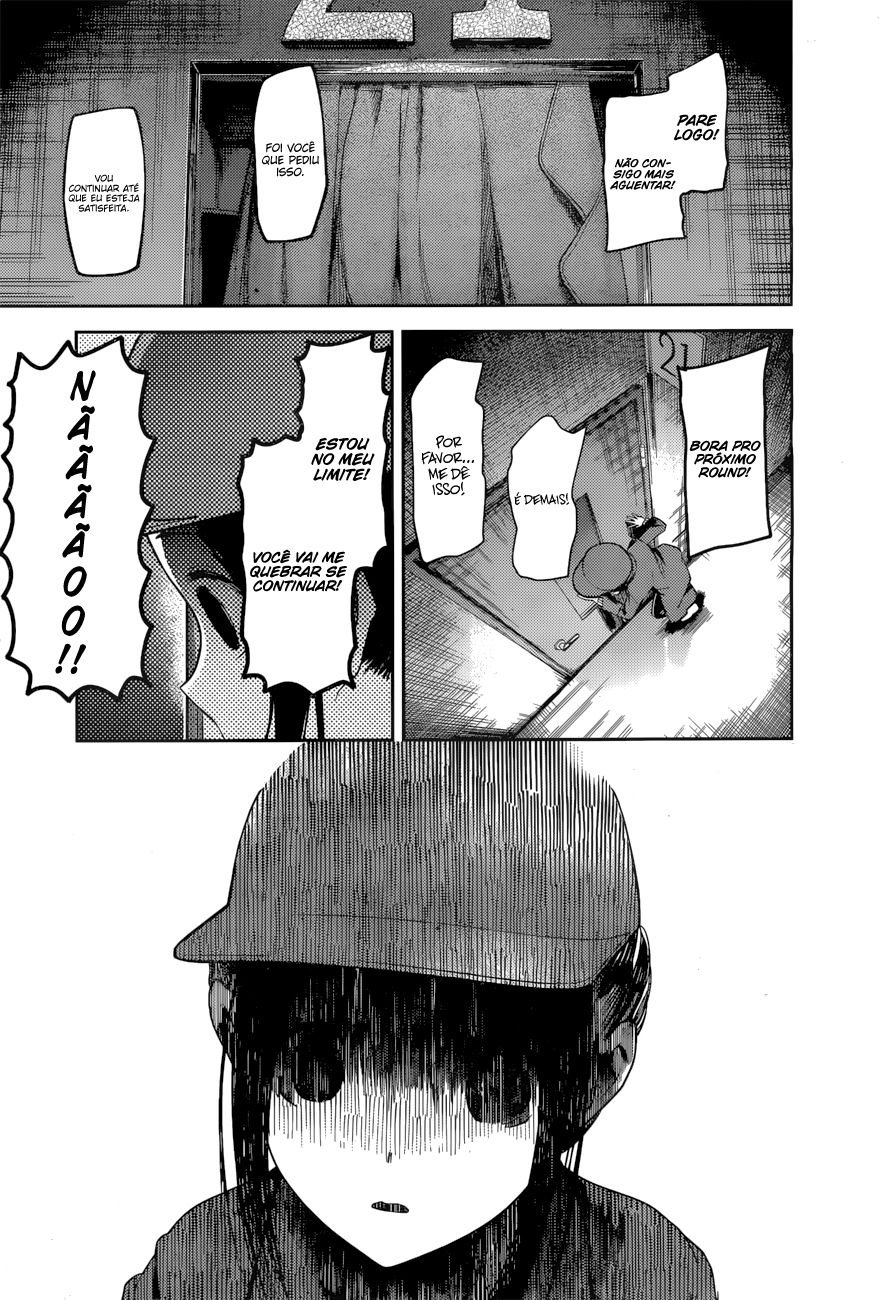 21
PARE
LOGO!
NÃO CON-
SIGO MAIS
AGUENTAR!
FOI VOCÊ
QUE PEDIU
ISSO.
VOU
CONTINUAR ATÉ
QUE EU ESTEJA
SATISFEITA.
21
BORA PRO
PRÓXIMO
ROUND!
É DEMAIS!
POR
FAVOR...
ME DÊ
ISSO!
ESTOU
NO MEU
LIMITE!
VOCÊ VAI ME
QUEBRAR SE
CONTINUAR!
NÃÃÃÃOO!!